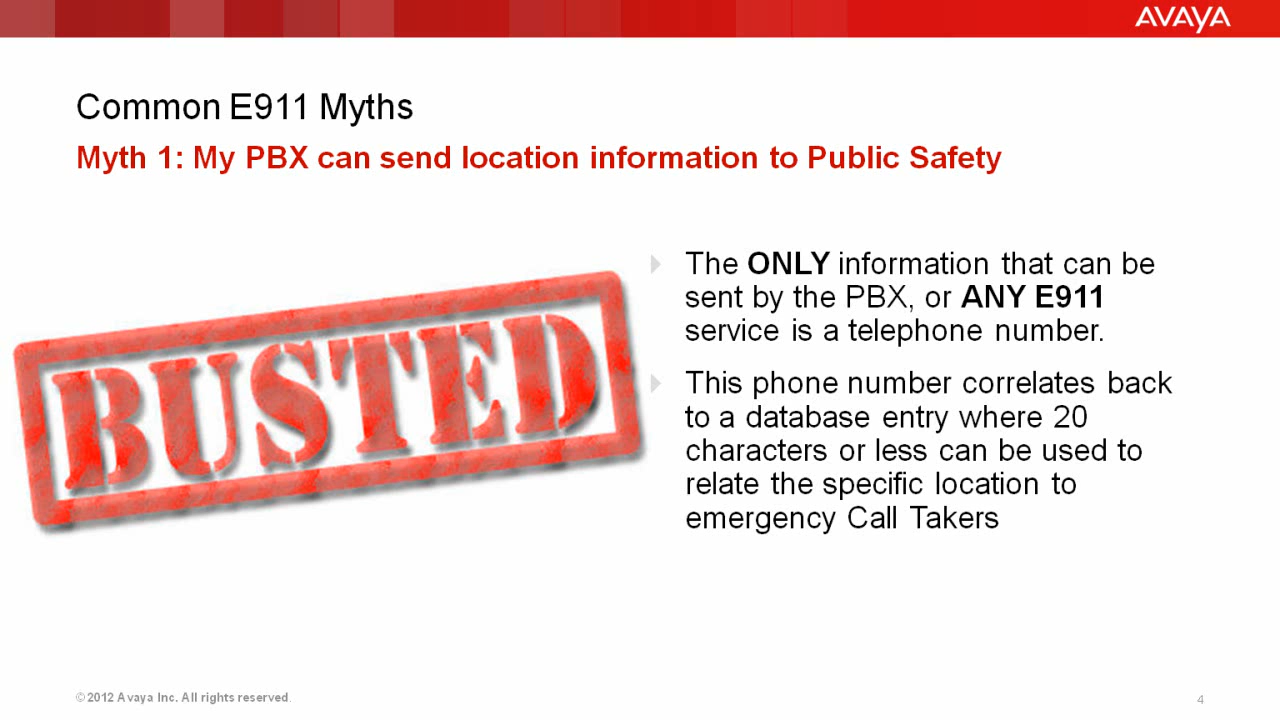 AVAYA
Common E911 Myths
Myth 1: My PBX can send location information to Public Safety
BUSTED
The ONLY information that can be
sent by the PBX, or ANY E911
service is a telephone number.
This phone number correlates back
to a database entry where 20
characters or less can be used to
relate the specific location to
emergency Call Takers
© 2012 Avaya Inc. All rights reserved.
4